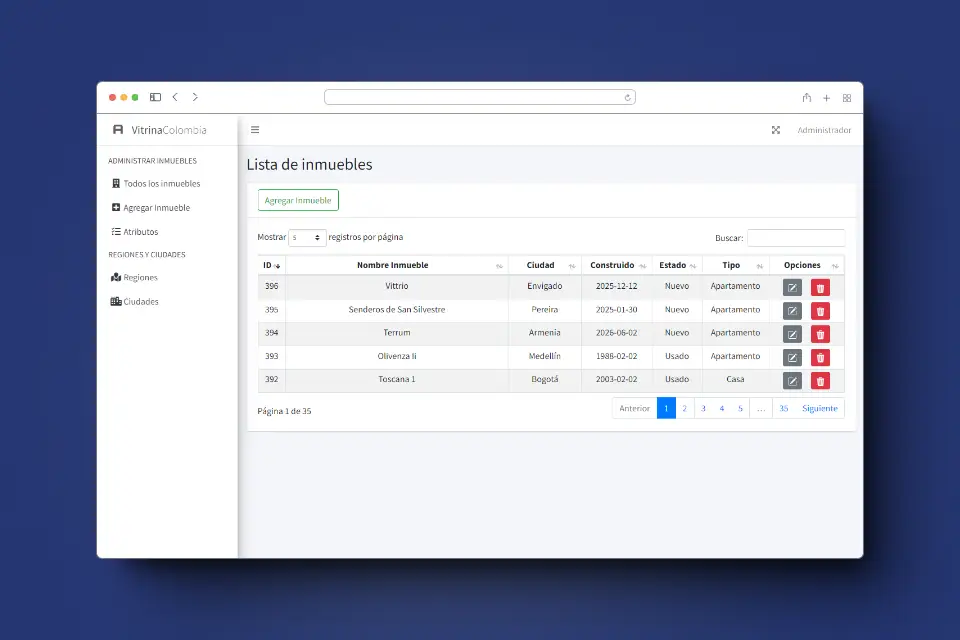 VitrinaColombia
Administrador
ADMINISTRAR INMUEBLES
Todos los inmuebles
Agregar Inmueble
Atributos
REGIONES Y CIUDADES
Regiones
Ciudades
Lista de inmuebles
Agregar Inmueble
Mostrar 5 registros por página
Buscar:
ID Nombre Inmueble Ciudad Construido Estado Tipo Opciones
396 Vittrio Envigado 2025-12-12 Nuevo Apartamento
395 Senderos de San Silvestre Pereira 2025-01-30 Nuevo Apartamento
394 Terrum Armenia 2026-06-02 Nuevo Apartamento
393 Olivenza Ii Medellín 1988-02-02 Usado Apartamento
392 Toscana 1 Bogotá 2003-02-02 Usado Casa
Página 1 de 35
Anterior 1 2 3 4 5 … 35 Siguiente